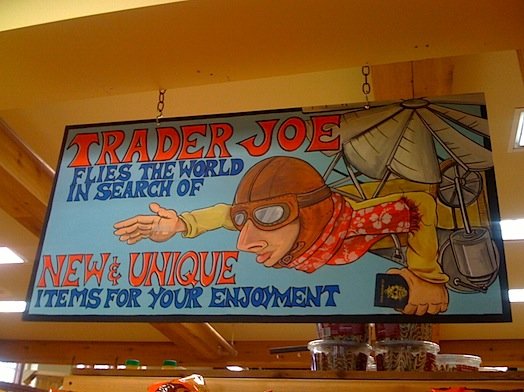 TRADER JOE
FLIES THE WORLD
IN SEARCH OF
NEW & UNIQUE
ITEMS FOR YOUR ENJOYMENT